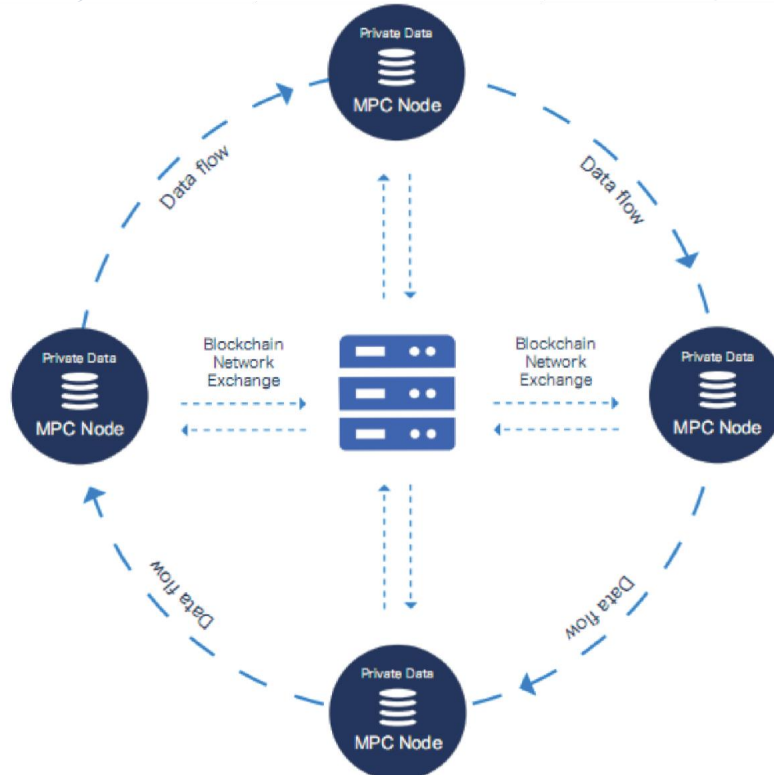 Private Data
MPC Node
Data flow
Data flow
Private Data
MPC Node
Blockchain
Network
Exchange
Blockchain
Network
Exchange
Private Data
MPC Node
Data flow
Data flow
Private Data
MPC Node